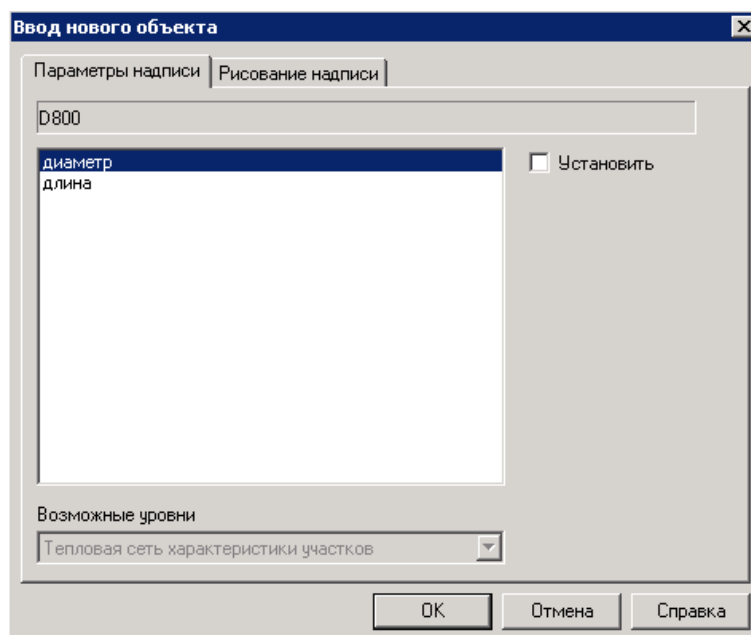 Ввод нового объекта
Параметры надписи Рисование надписи
D800
диаметр Установить
длина
Возможные уровни
Тепловая сеть характеристики участков
ОК Отмена Справка